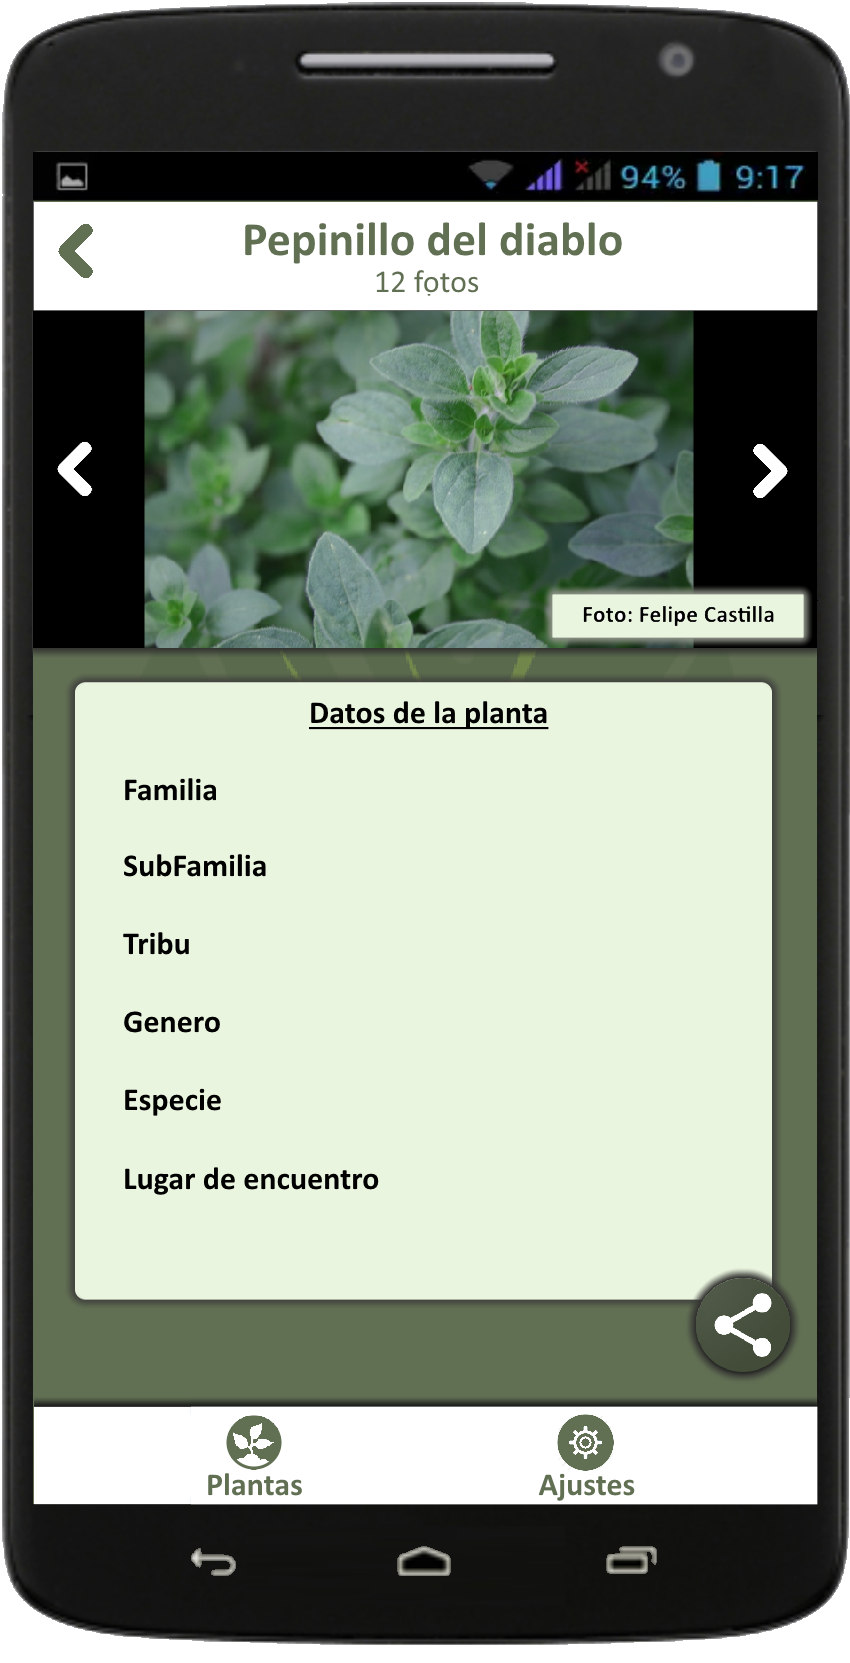 94% 9:17
Pepinillo del diablo
12 fotos
Foto: Felipe Castilla
Datos de la planta
Familia
SubFamilia
Tribu
Genero
Especie
Lugar de encuentro
Plantas
Ajustes